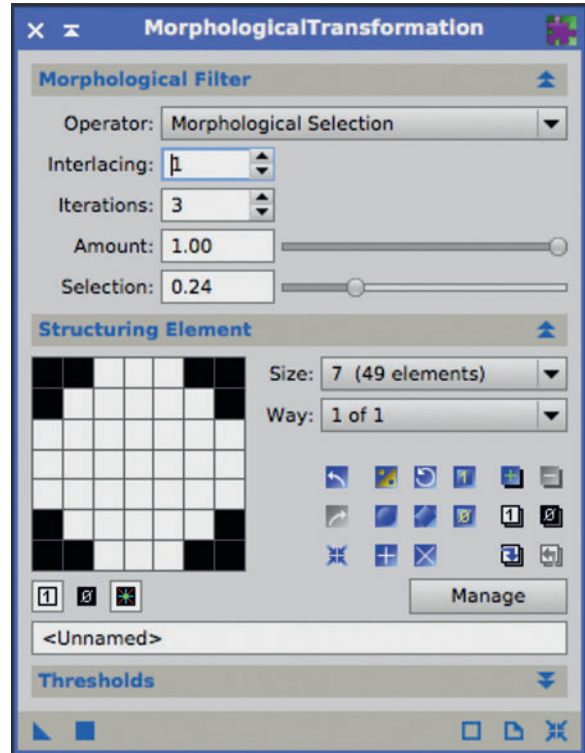 MorphologicalTransformation
Morphological Filter
Operator: Morphological Selection
Interlacing: 1
Iterations: 3
Amount: 1.00
Selection: 0.24
Structuring Element
Size: 7 (49 elements)
Way: 1 of 1
Manage
<Unnamed>
Thresholds